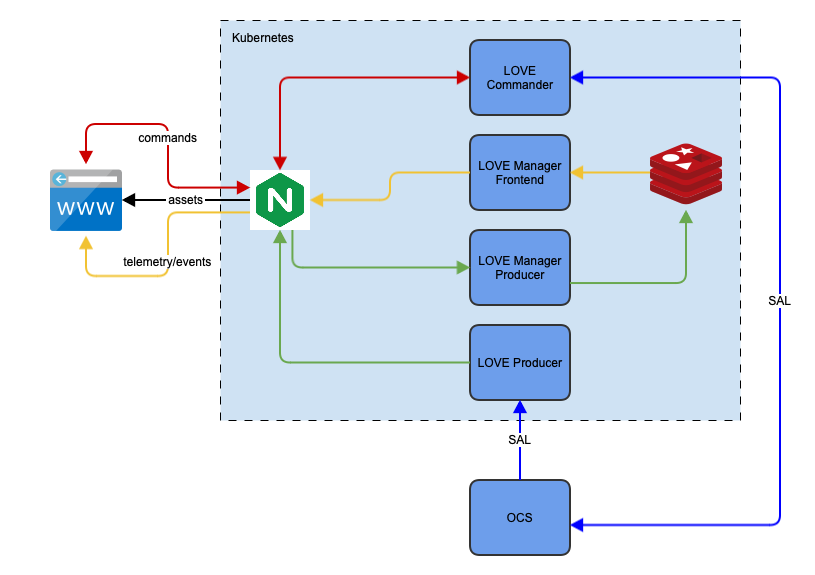 Kubernetes
LOVE
Commander
commands
LOVE Manager
Frontend
www
assets
N
telemetry/events
LOVE Manager
Producer
SAL
LOVE Producer
SAL
OCS